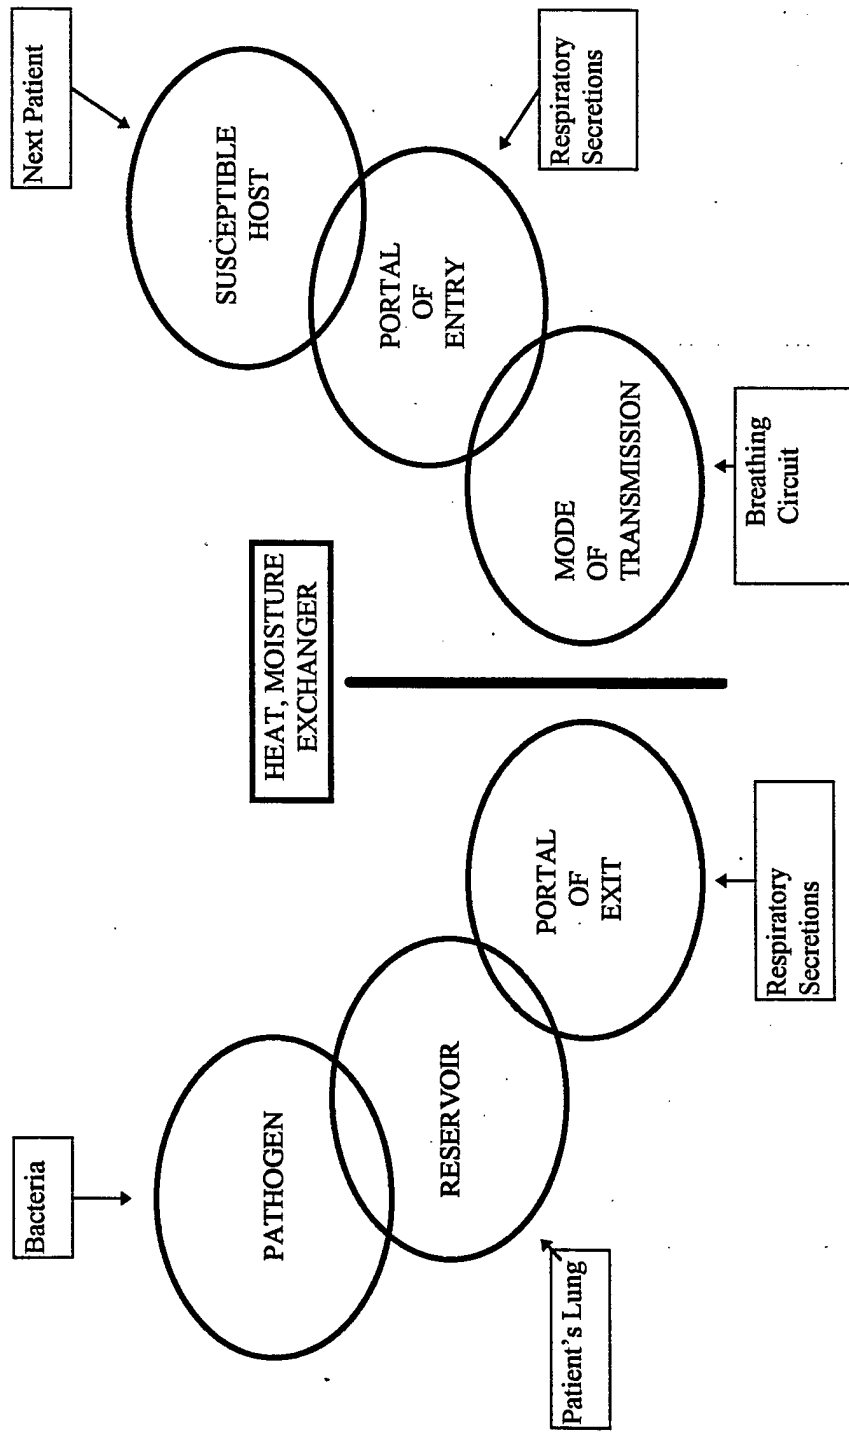 Bacteria
PATHOGEN
Patient's Lung
RESERVOIR
PORTAL
OF
EXIT
Respiratory
Secretions
HEAT, MOISTURE
EXCHANGER
MODE
OF
TRANSMISSION
Breathing
Circuit
PORTAL
OF
ENTRY
Respiratory
Secretions
SUSCEPTIBLE
HOST
Next Patient